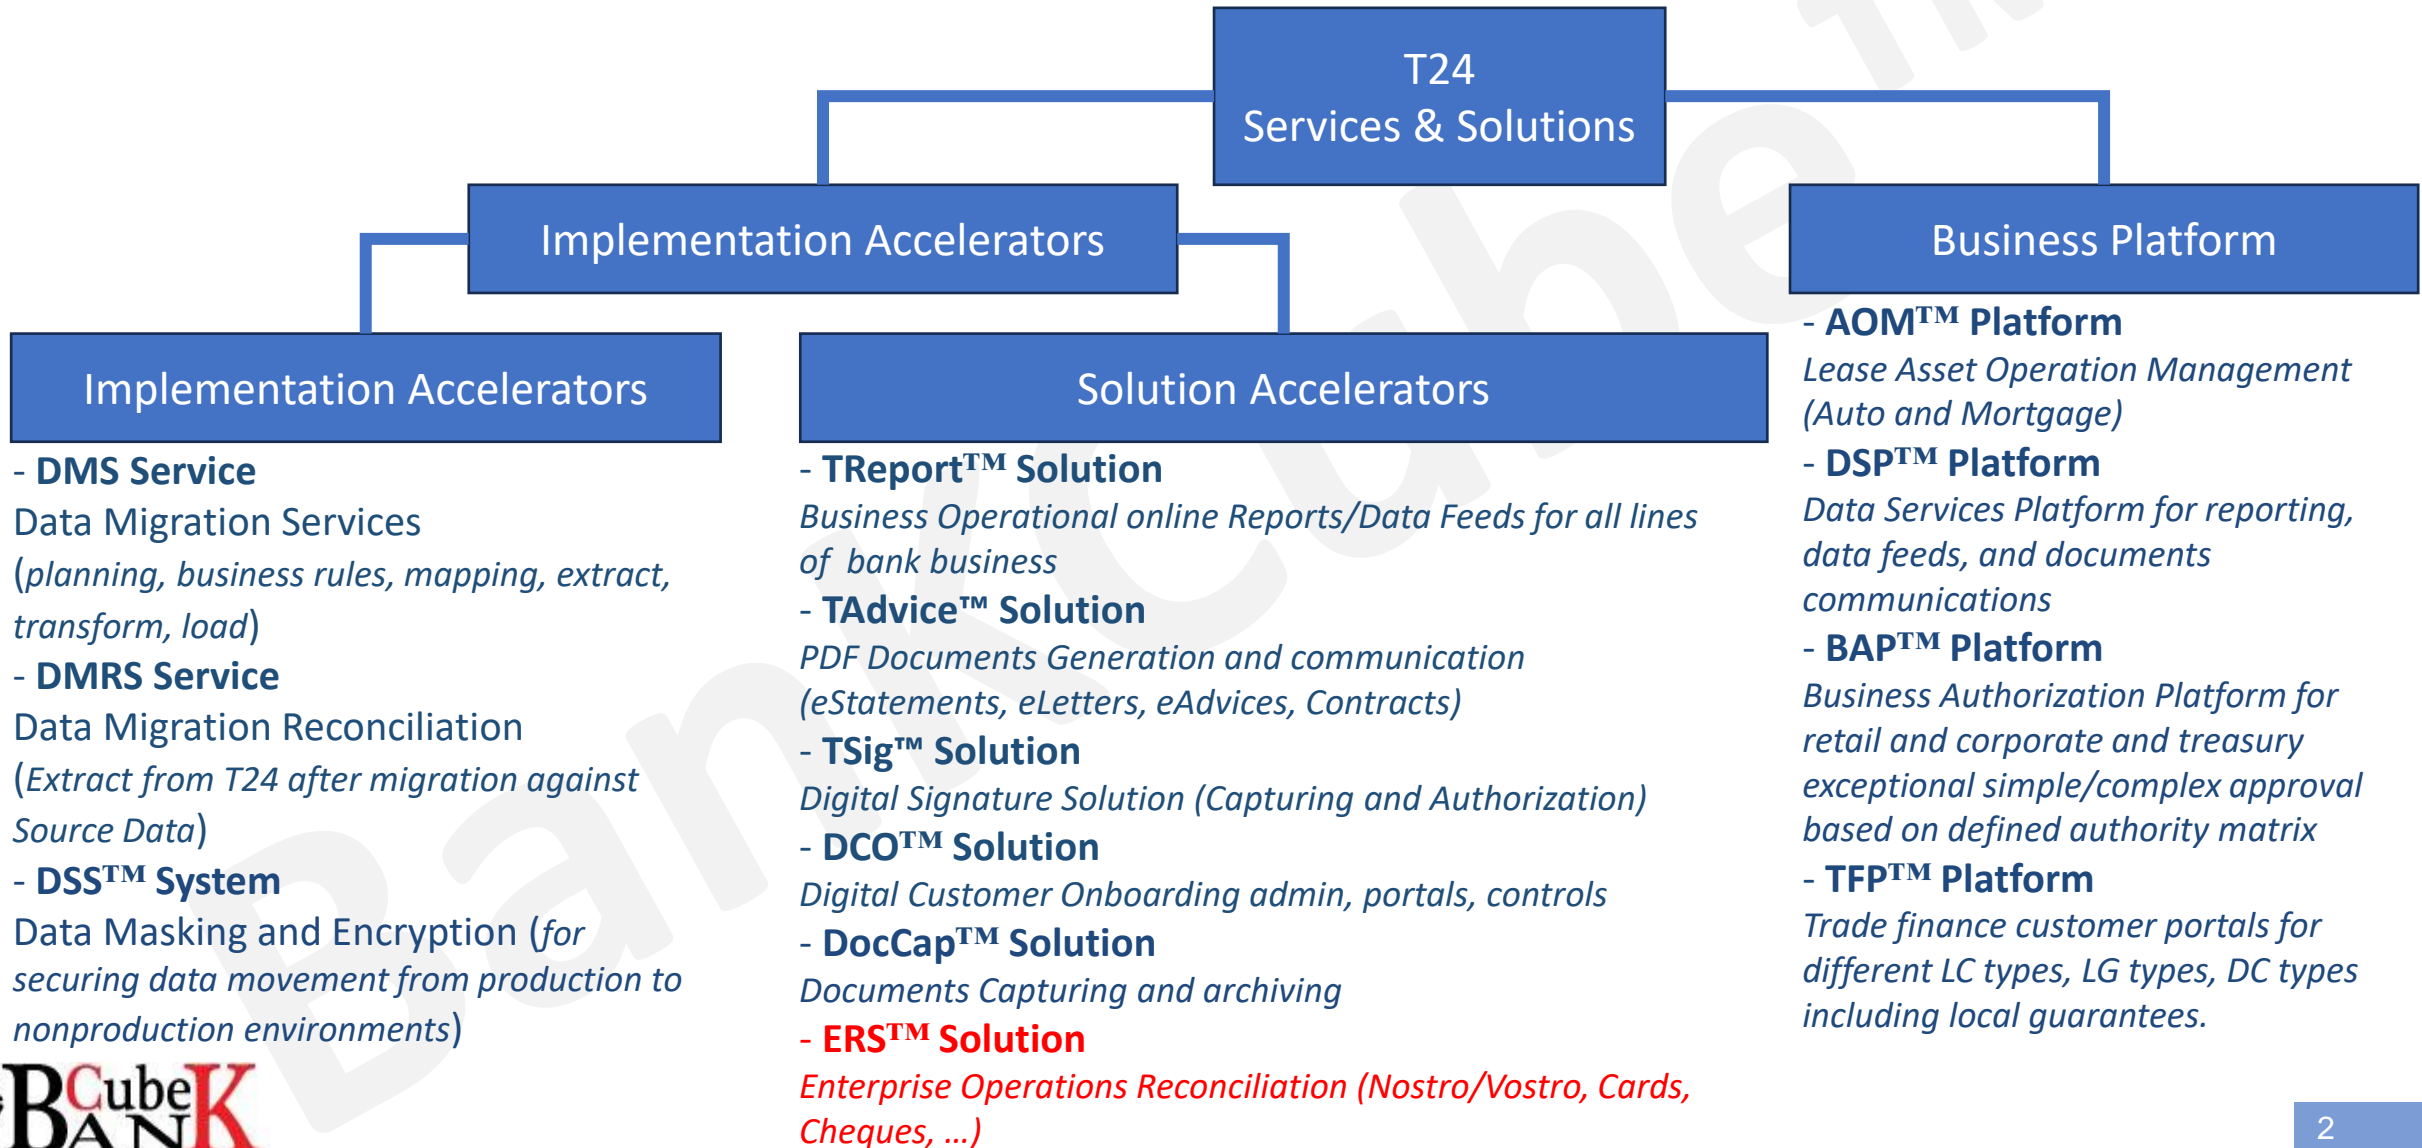 T24
Services & Solutions
Implementation Accelerators
Business Platform
Implementation Accelerators
Solution Accelerators
- DMS Service
Data Migration Services
(planning, business rules, mapping, extract,
transform, load)
- DMRS Service
Data Migration Reconciliation
(Extract from T24 after migration against
Source Data)
- DSS™ System
Data Masking and Encryption (for
securing data movement from production to
nonproduction environments)
- TReport™ Solution
Business Operational online Reports/Data Feeds for all lines
of bank business
- TAdvice™ Solution
PDF Documents Generation and communication
(eStatements, eLetters, eAdvices, Contracts)
- TSig™ Solution
Digital Signature Solution (Capturing and Authorization)
- DCO™ Solution
Digital Customer Onboarding admin, portals, controls
- DocCap™ Solution
Documents Capturing and archiving
- ERS™ Solution
Enterprise Operations Reconciliation (Nostro/Vostro, Cards,
Cheques, ...)
- AOM™ Platform
Lease Asset Operation Management
(Auto and Mortgage)
- DSP™ Platform
Data Services Platform for reporting,
data feeds, and documents
communications
- BAP™ Platform
Business Authorization Platform for
retail and corporate and treasury
exceptional simple/complex approval
based on defined authority matrix
- TFP™ Platform
Trade finance customer portals for
different LC types, LG types, DC types
including local guarantees.
BanKCube™
BANK Cube
2